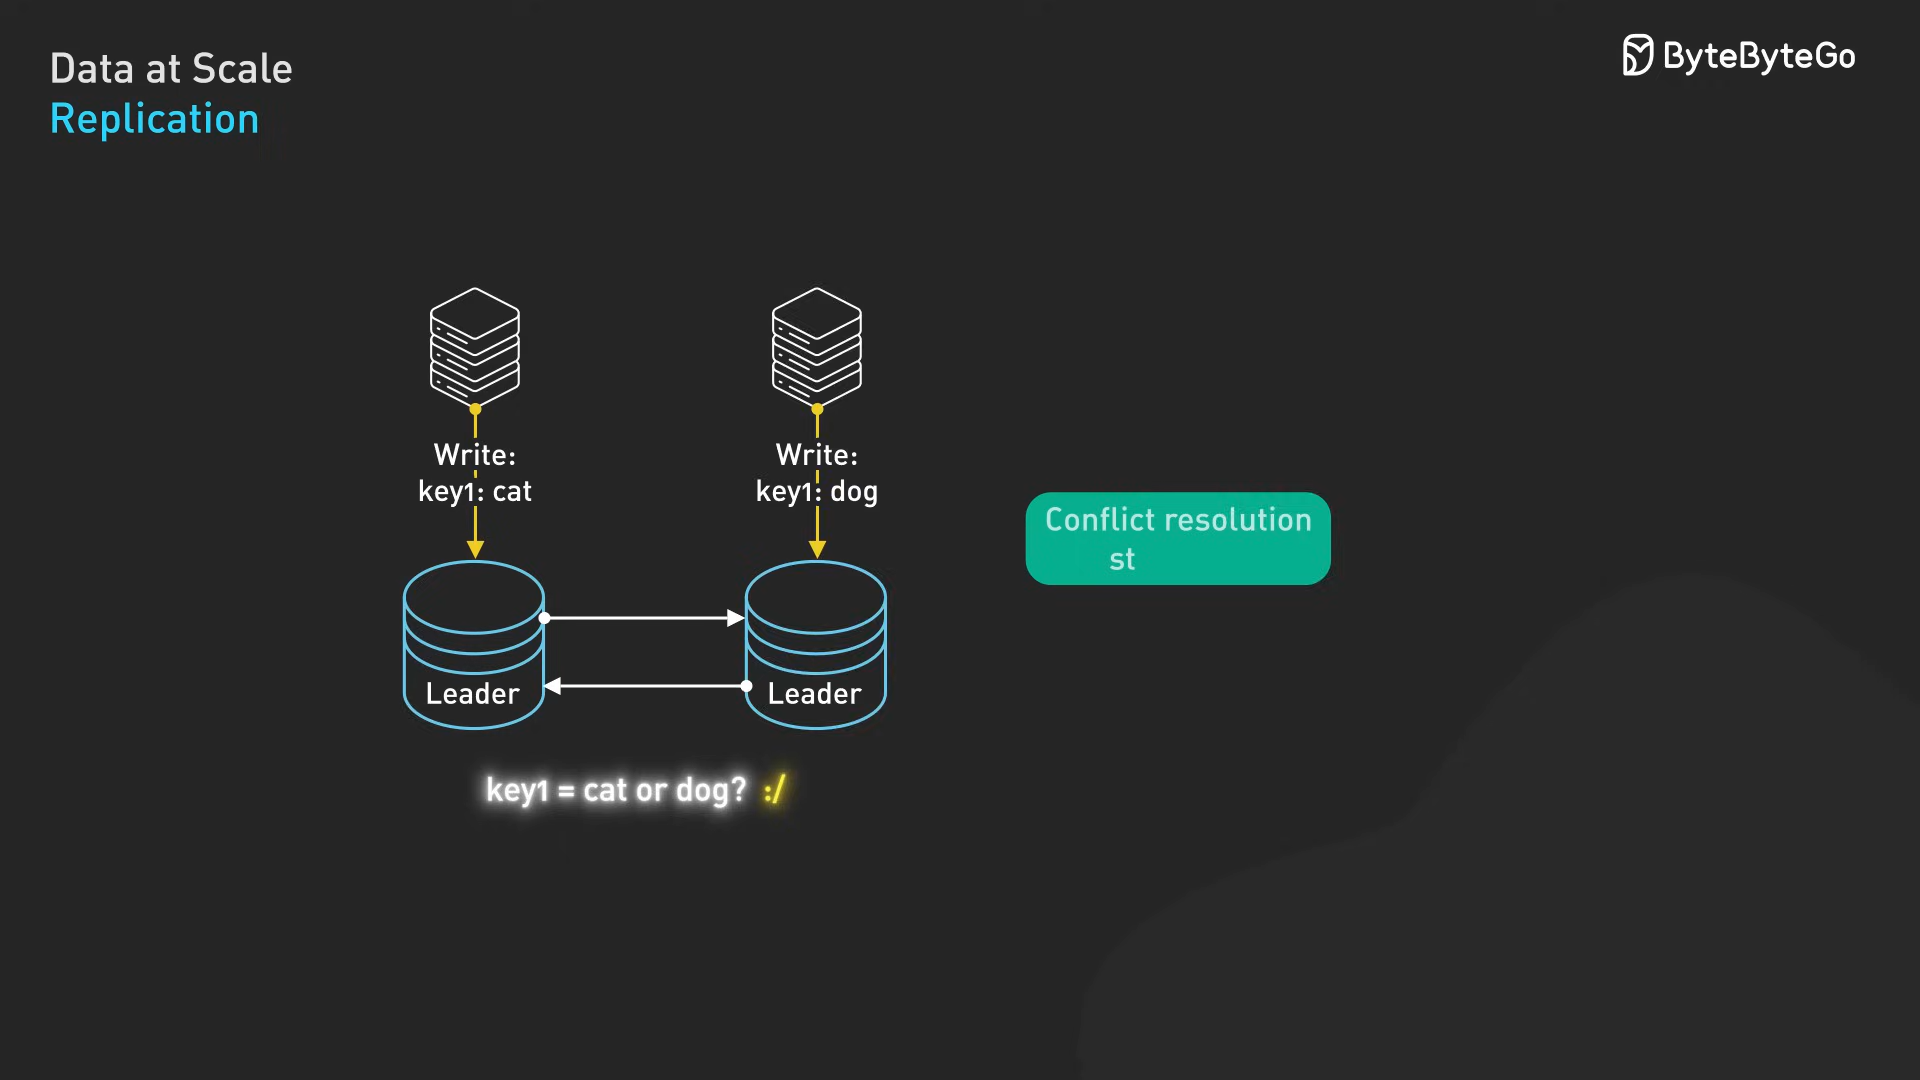 Data at Scale
Replication
ByteByteGo
Write:
key1: cat
Write:
key1: dog
Conflict resolution
st
Leader
Leader
key1 = cat or dog? :/